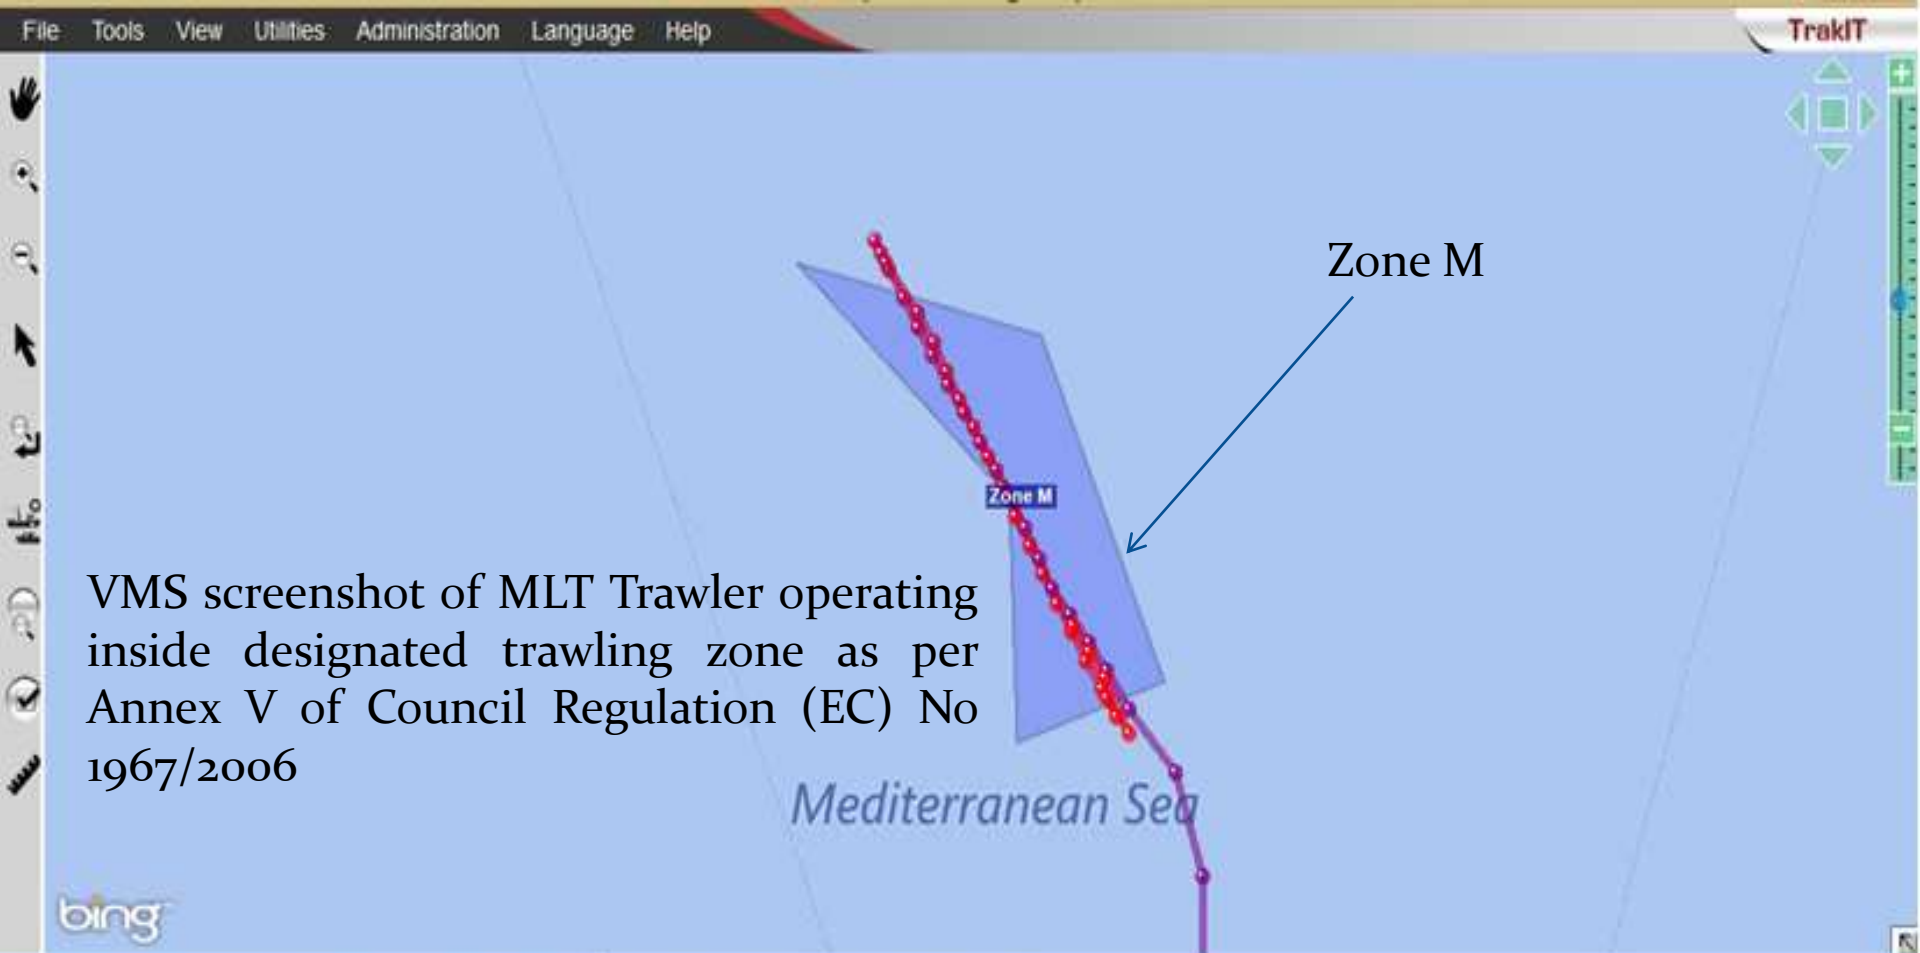 File Tools View Utilities Administration Language Help
TrakIT
Zone M
Zone M
VMS screenshot of MLT Trawler operating
inside designated trawling zone as per
Annex V of Council Regulation (EC) No
1967/2006
Mediterranean Sea
bing